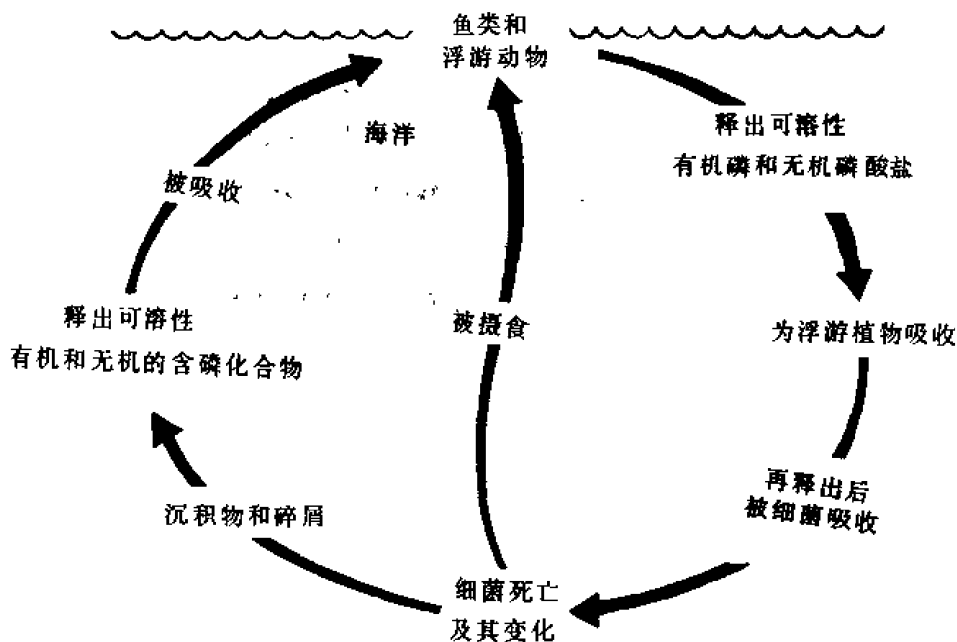 鱼类和
浮游动物
海洋
释出可溶性
有机磷和无机磷酸盐
被吸收
释出可溶性
有机和无机的含磷化合物
被摄食
为浮游植物吸收
再释出后
被细菌吸收
沉积物和碎屑
细菌死亡
及其变化